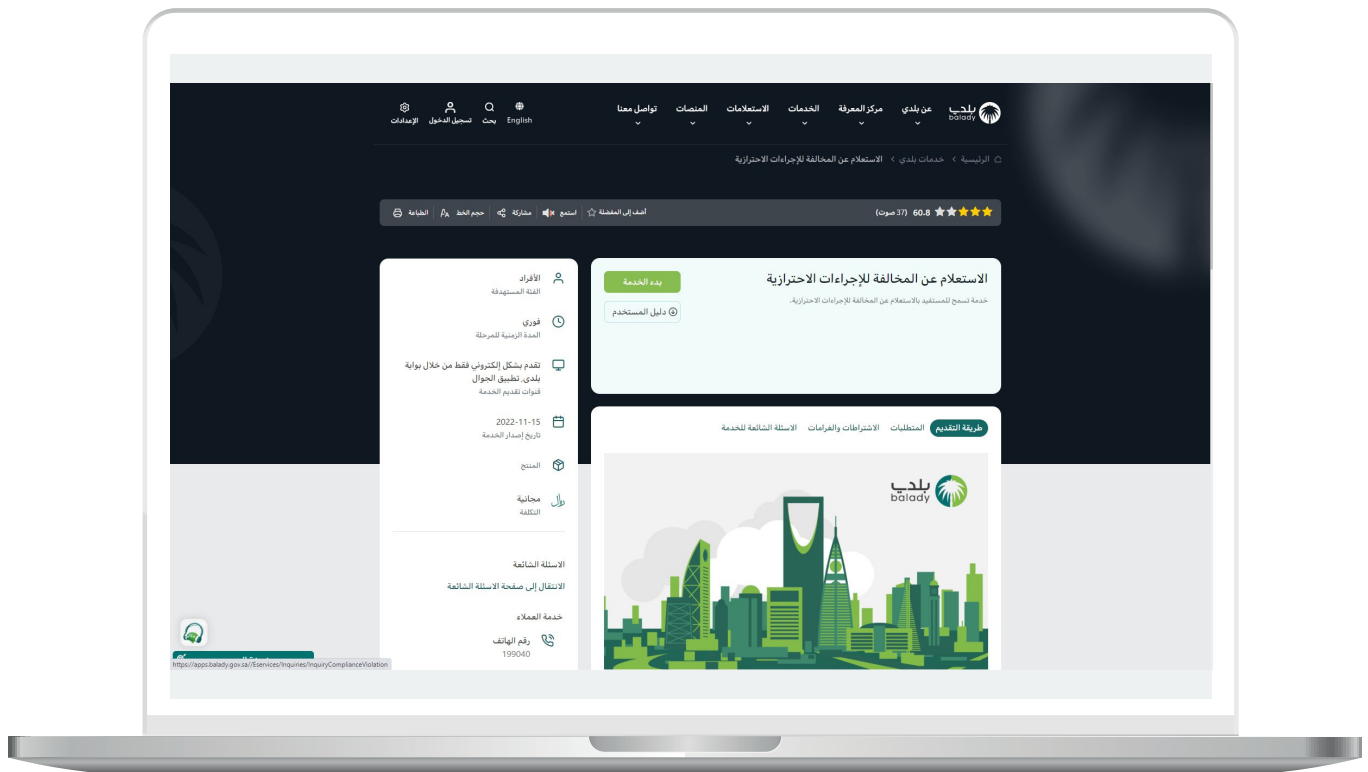 بلدي
balady
عن بلدي
مركز المعرفة
الخدمات
الاستعلامات
المنصات
تواصل معنا
English
بحث
تسجيل الدخول
الإعدادات
الرئيسية > خدمات بلدي > الاستعلام عن المخالفة للإجراءات الاحترازية
60.8 (37 صوت)
أضف إلى المفضلة
استمع
مشاركة
حجم الخط
الطباعة
الاستعلام عن المخالفة للإجراءات الاحترازية
خدمة تسمح للمستفيد بالاستعلام عن المخالفة للإجراءات الاحترازية.
بدء الخدمة
دليل المستخدم
طريقة التقديم
المتطلبات
الاشتراطات والغرامات
الاسئلة الشائعة للخدمة
بلدي
balady
الأفراد
الفئة المستهدفة
فوري
المدة الزمنية للمرحلة
تقدم بشكل إلكتروني فقط من خلال بوابة
بلدي, تطبيق الجوال
قنوات تقديم الخدمة
2022-11-15
تاريخ إصدار الخدمة
المنتج
مجانية
التكلفة
الاسئلة الشائعة
الانتقال إلى صفحة الاسئلة الشائعة
خدمة العملاء
رقم الهاتف
199040
https://apps.balady.gov.sa//Eservices/Inquiries/InquiryComplianceViolation